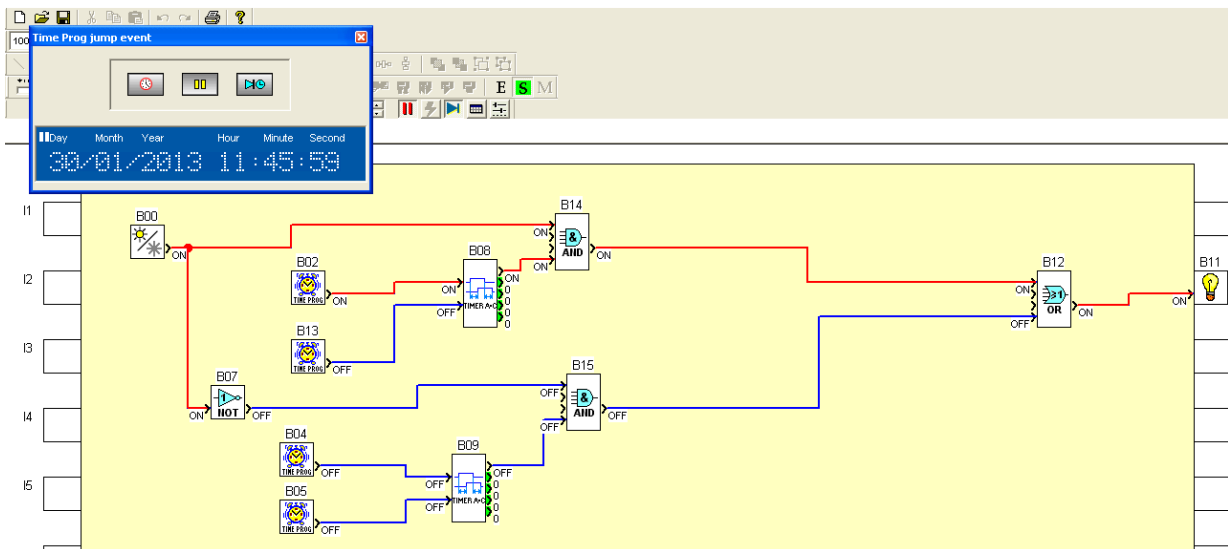 100
Time Prog jump event
E S M
Day Month Year Hour Minute Second
30/01/2013 11:45:59
I1
B00
ON
B14
ON
AND
ON
ON
I2
B02
TIME PROG
ON
B08
ON
ON
0
0
0
0
TIMER A-C
OFF
B12
ON
OR
ON
OFF
B11
ON
I3
B13
TIME PROG
OFF
I4
B07
1
NOT
ON
OFF
B15
OFF
&
AND
OFF
OFF
I5
B04
TIME PROG
OFF
B09
OFF
OFF
TIMER A-C
OFF
0
0
0
0
B05
TIME PROG
OFF